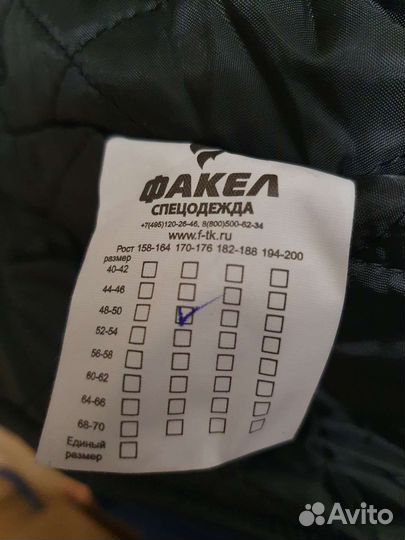 ФАКЕЛ
СПЕЦОДЕЖДА
+7(495)120-26-46, 8(800)500-62-34
www.f-tk.ru
Рост 158-164 170-176 182-188 194-200
размер
40-42
44-46
48-50
52-54
56-58
60-62
64-66
68-70
Единый
размер
Avito